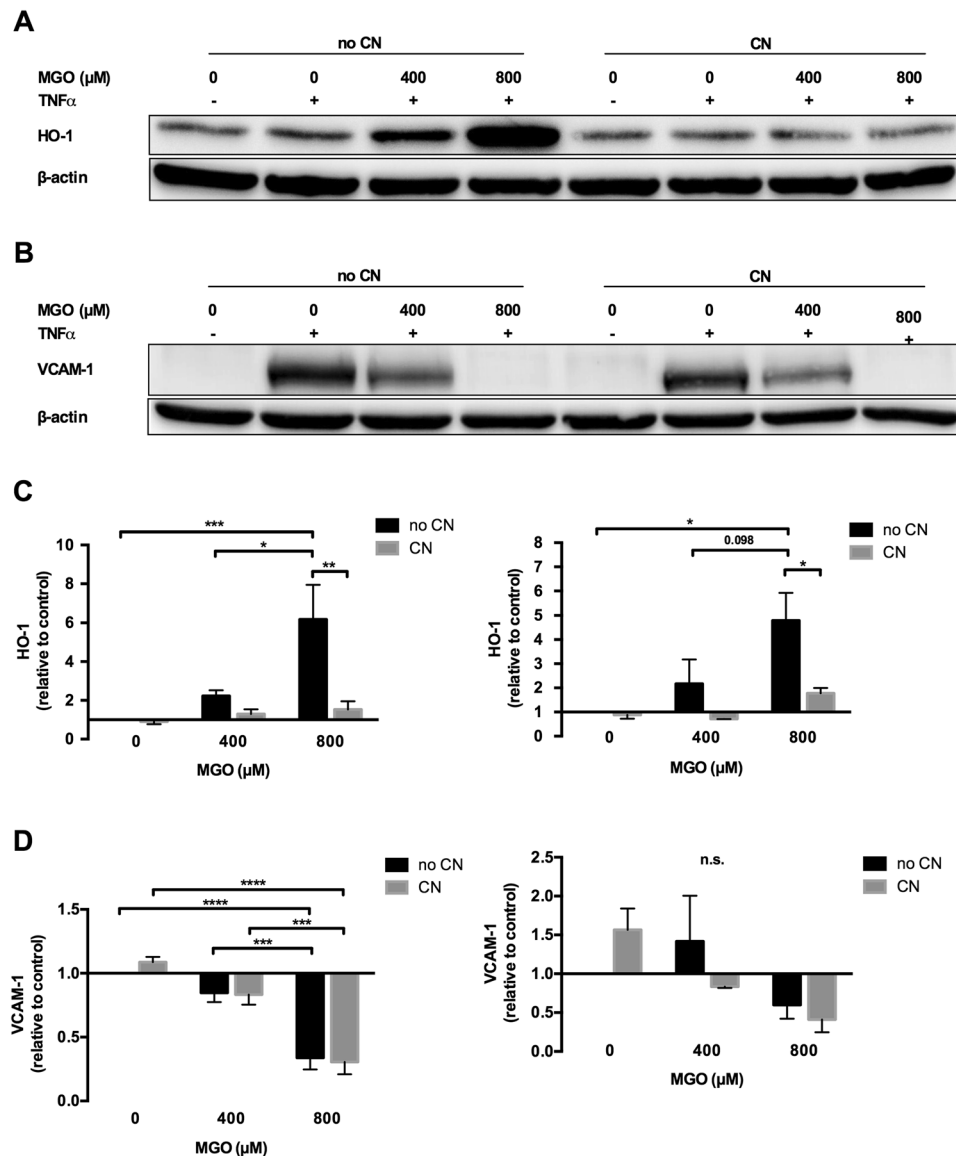 A
no CN CN
MGO (µM) 0 0 400 800 0 0 400 800
TNFα - + + + - + + +
HO-1
β-actin
B
no CN CN
MGO (µM) 0 0 400 800 0 0 400 800
TNFα - + + + - + + +
VCAM-1
β-actin
C
***
*
**
no CN
CN
HO-1
(relative to control)
10
8
6
4
2
0
0 400 800
MGO (µM)
*
0.098
*
no CN
CN
HO-1
(relative to control)
8
7
6
5
4
3
2
1
0
0 400 800
MGO (µM)
D
****
****
***
***
no CN
CN
VCAM-1
(relative to control)
1.5
1.0
0.5
0.0
0 400 800
MGO (µM)
n.s.
no CN
CN
VCAM-1
(relative to control)
2.5
2.0
1.5
1.0
0.5
0.0
0 400 800
MGO (µM)